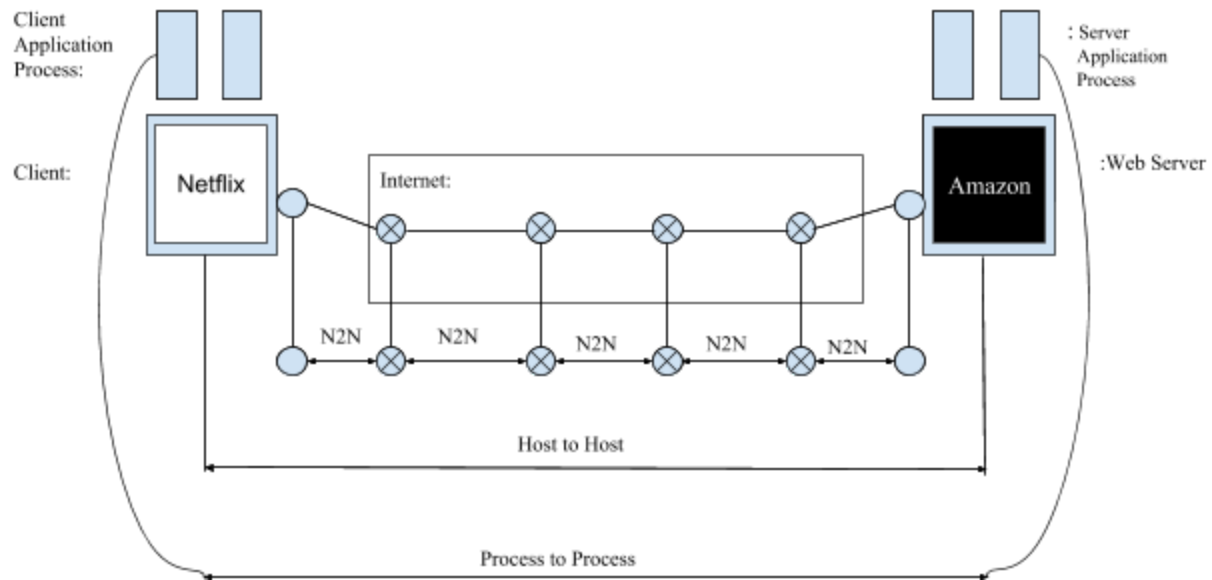 Client
Application
Process:
: Server
Application
Process
Client:
Netflix
Internet:
Amazon
:Web Server
N2N
N2N
N2N
N2N
N2N
Host to Host
Process to Process